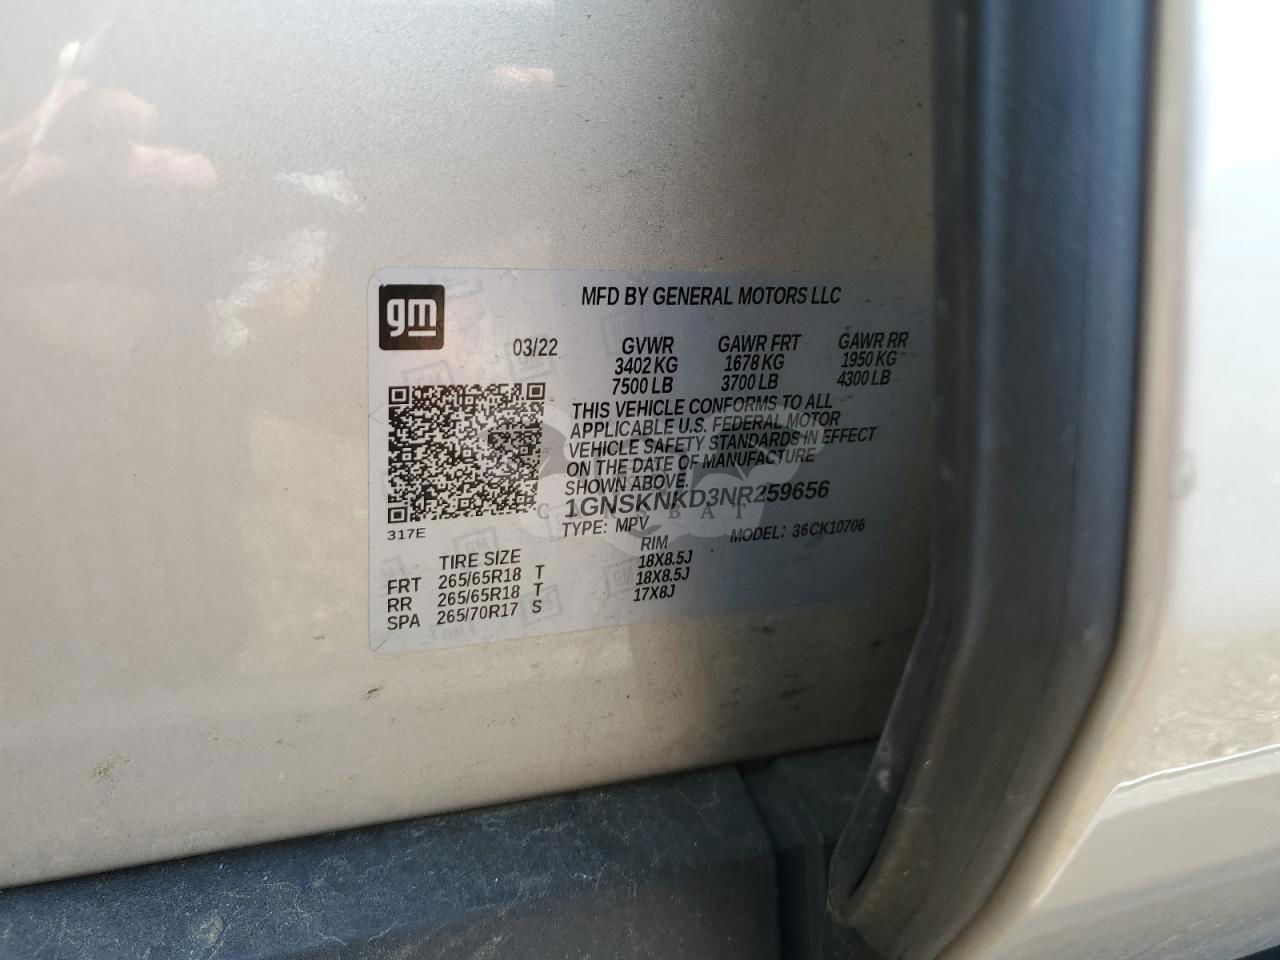 gm
MFD BY GENERAL MOTORS LLC
03/22
GVWR GAWR FRT GAWR RR
3402 KG 1678 KG 1950 KG
7500 LB 3700 LB 4300 LB
THIS VEHICLE CONFORMS TO ALL
APPLICABLE U.S. FEDERAL MOTOR
VEHICLE SAFETY STANDARDS IN EFFECT
ON THE DATE OF MANUFACTURE
SHOWN ABOVE.
1GNSKNKD3NR259656
CARSBAT
TYPE: MPV MODEL: 36CK10706
317E
TIRE SIZE RIM
FRT 265/65R18 T 18X8.5J
RR 265/65R18 T 18X8.5J
SPA 265/70R17 S 17X8J